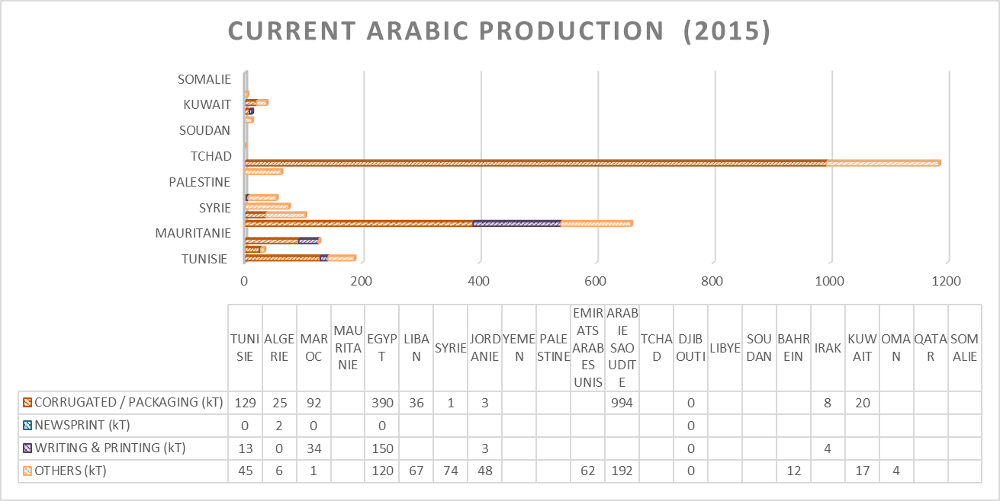 CURRENT ARABIC PRODUCTION (2015)
SOMALIE
KUWAIT
SOUDAN
TCHAD
PALESTINE
SYRIE
MAURITANIE
TUNISIE
0 200 400 600 800 1000 1200
TUNI
SIE
ALGE
RIE
MAR
OC
MAU
RITA
NIE
EGYP
T
LIBA
N
SYRIE
JORD
ANIE
YEME
N
PALE
STINE
EMIR
ATS
ARAB
ES
UNIS
ARAB
IE
SAO
UDIT
E
TCHA
D
DJIB
OUTI
LIBYE
SOU
DAN
BAHR
EIN
IRAK
KUW
AIT
OMA
N
QATA
R
SOM
ALIE
CORRUGATED / PACKAGING (kT) 129 25 92 390 36 1 3 994 0 8 20
NEWSPRINT (kT) 0 2 0 0 0
WRITING & PRINTING (kT) 13 0 34 150 3 0 4
OTHERS (kT) 45 6 1 120 67 74 48 62 192 0 12 17 4